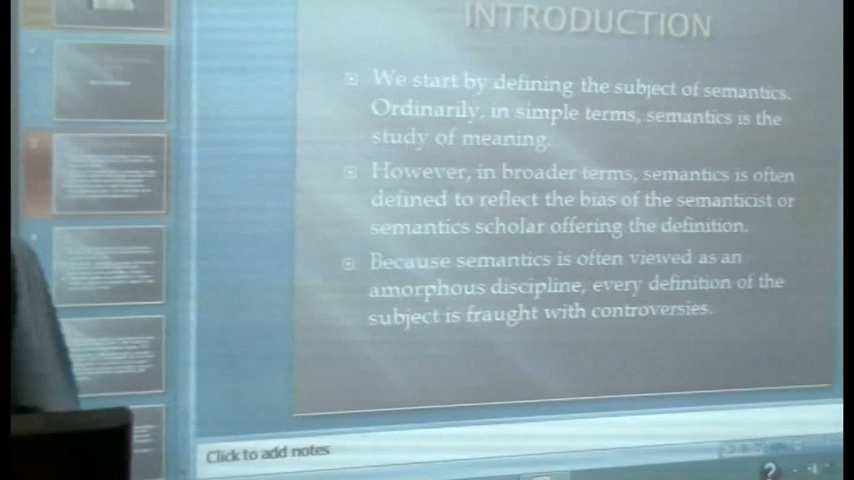 INTRODUCTION
We start by defining the subject of semantics.
Ordinarily, in simple terms, semantics is the
study of meaning.
However, in broader terms, semantics is often
defined to reflect the bias of the semanticist or
semantics scholar offering the definition.
Because semantics is often viewed as an
amorphous discipline, every definition of the
subject is fraught with controversies.
Click to add notes